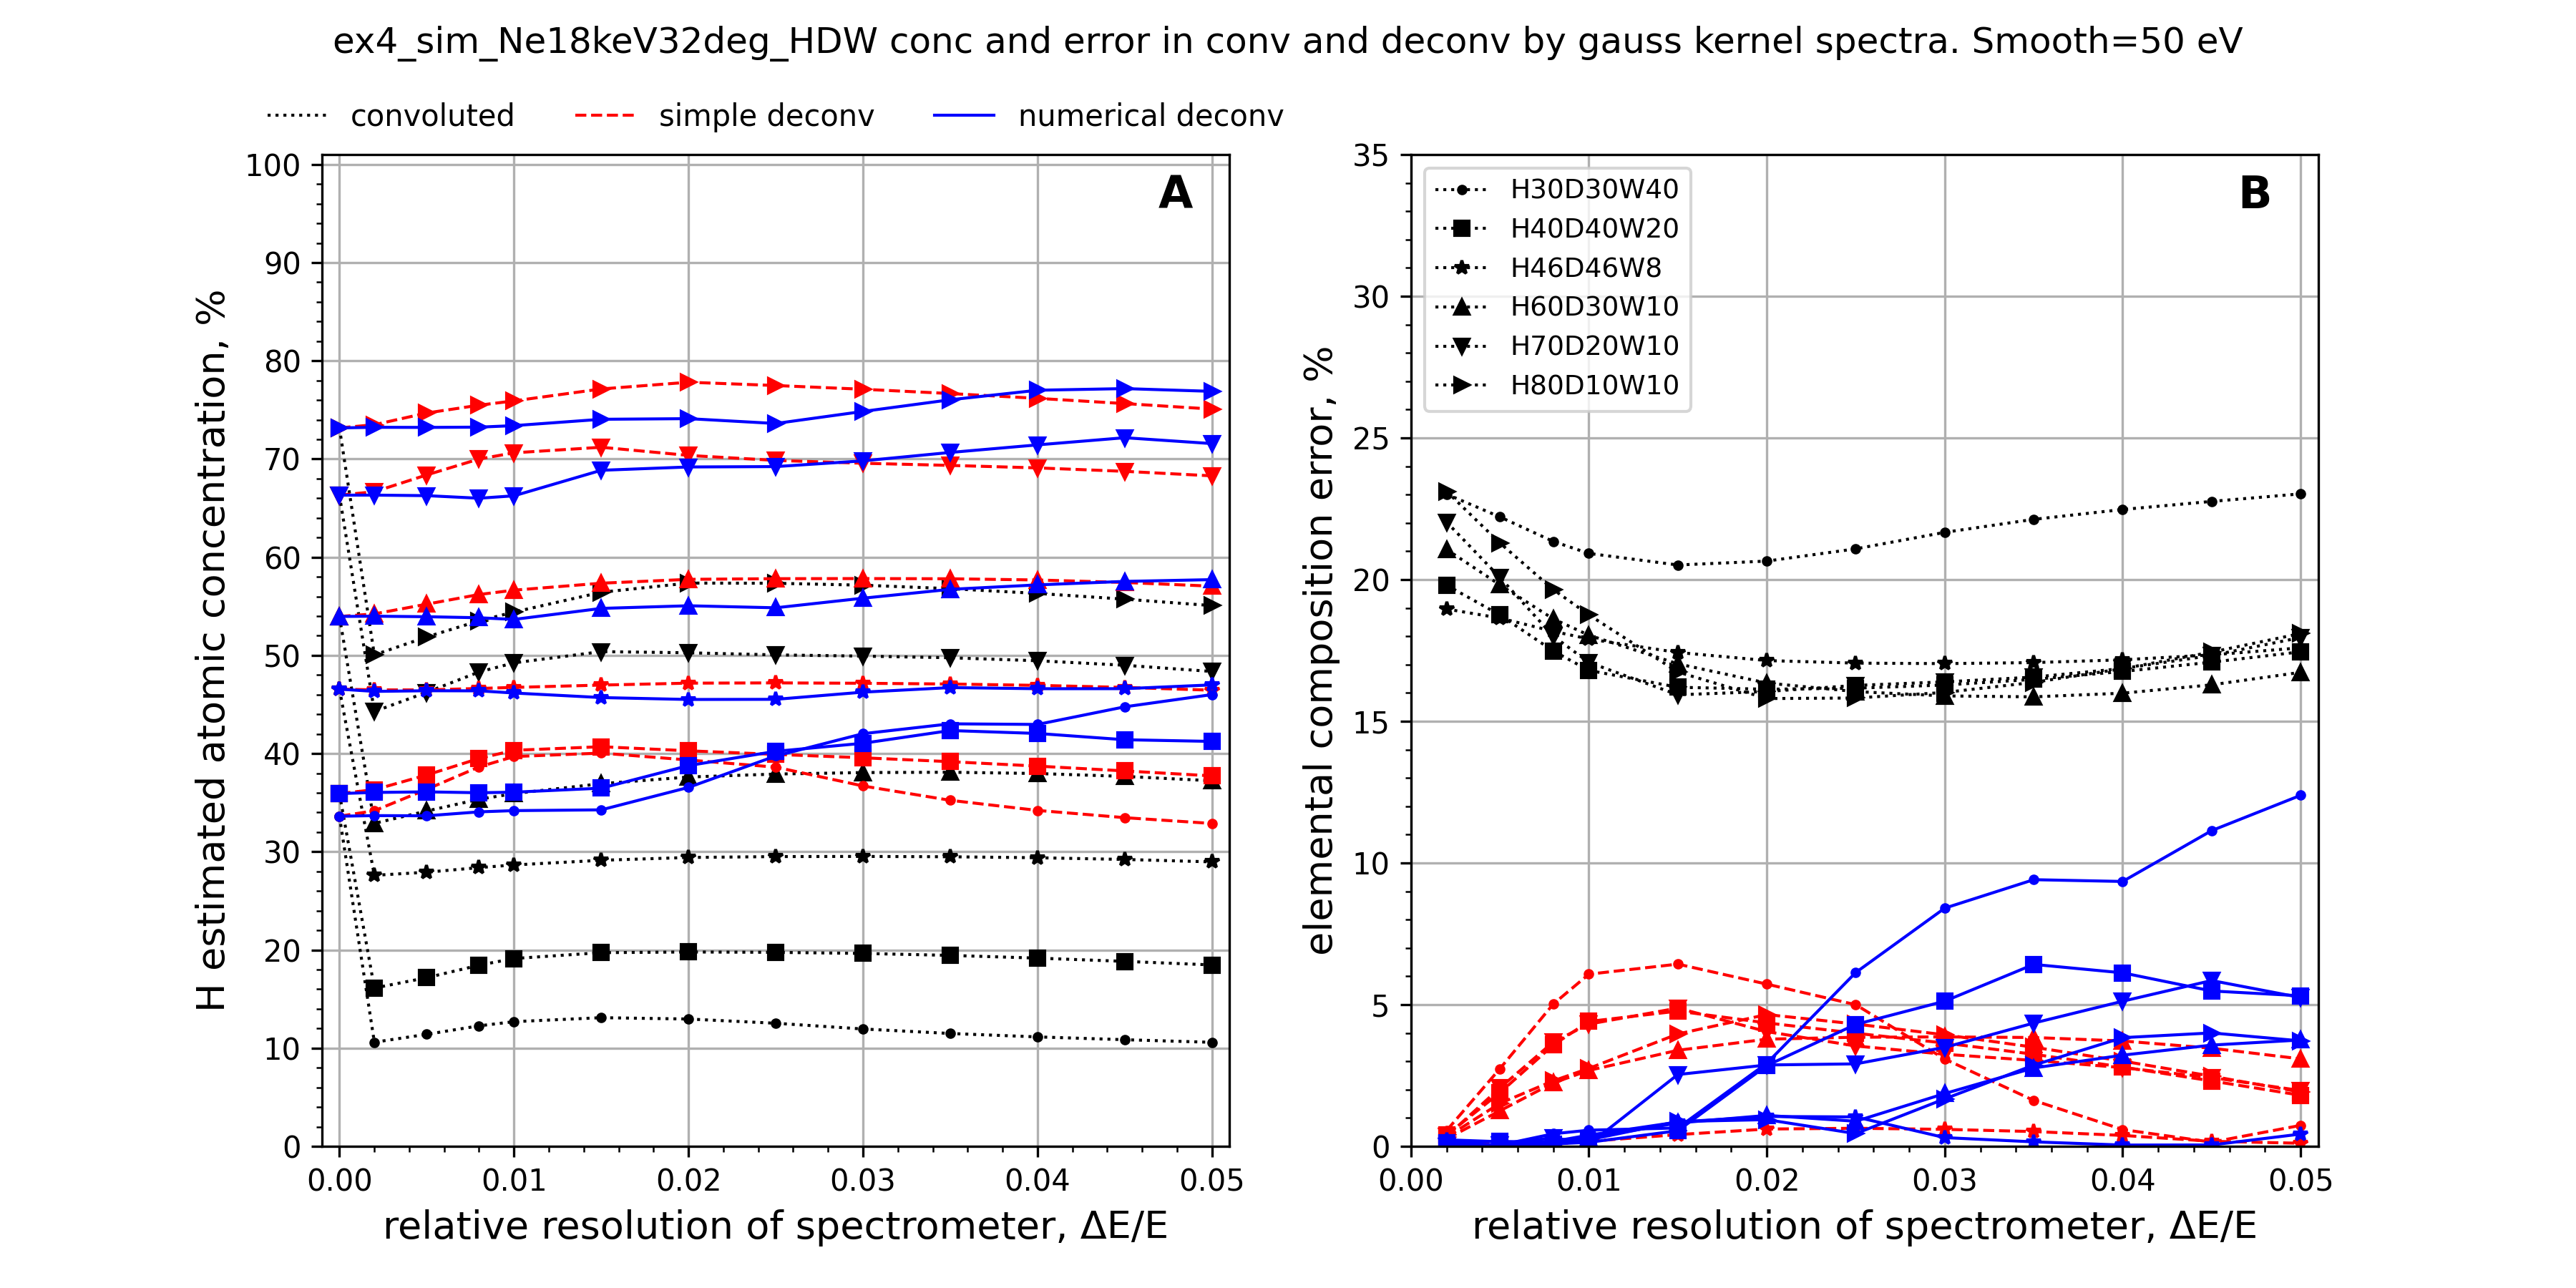 ex4_sim_Ne18keV32deg_HDW conc and error in conv and deconv by gauss kernel spectra. Smooth=50 eV
convoluted
simple deconv
numerical deconv
A
H estimated atomic concentration, %
100
90
80
70
60
50
40
30
20
10
0
0.00
0.01
0.02
0.03
0.04
0.05
relative resolution of spectrometer, ΔE/E
B
H30D30W40
H40D40W20
H46D46W8
H60D30W10
H70D20W10
H80D10W10
elemental composition error, %
35
30
25
20
15
10
5
0
0.00
0.01
0.02
0.03
0.04
0.05
relative resolution of spectrometer, ΔE/E